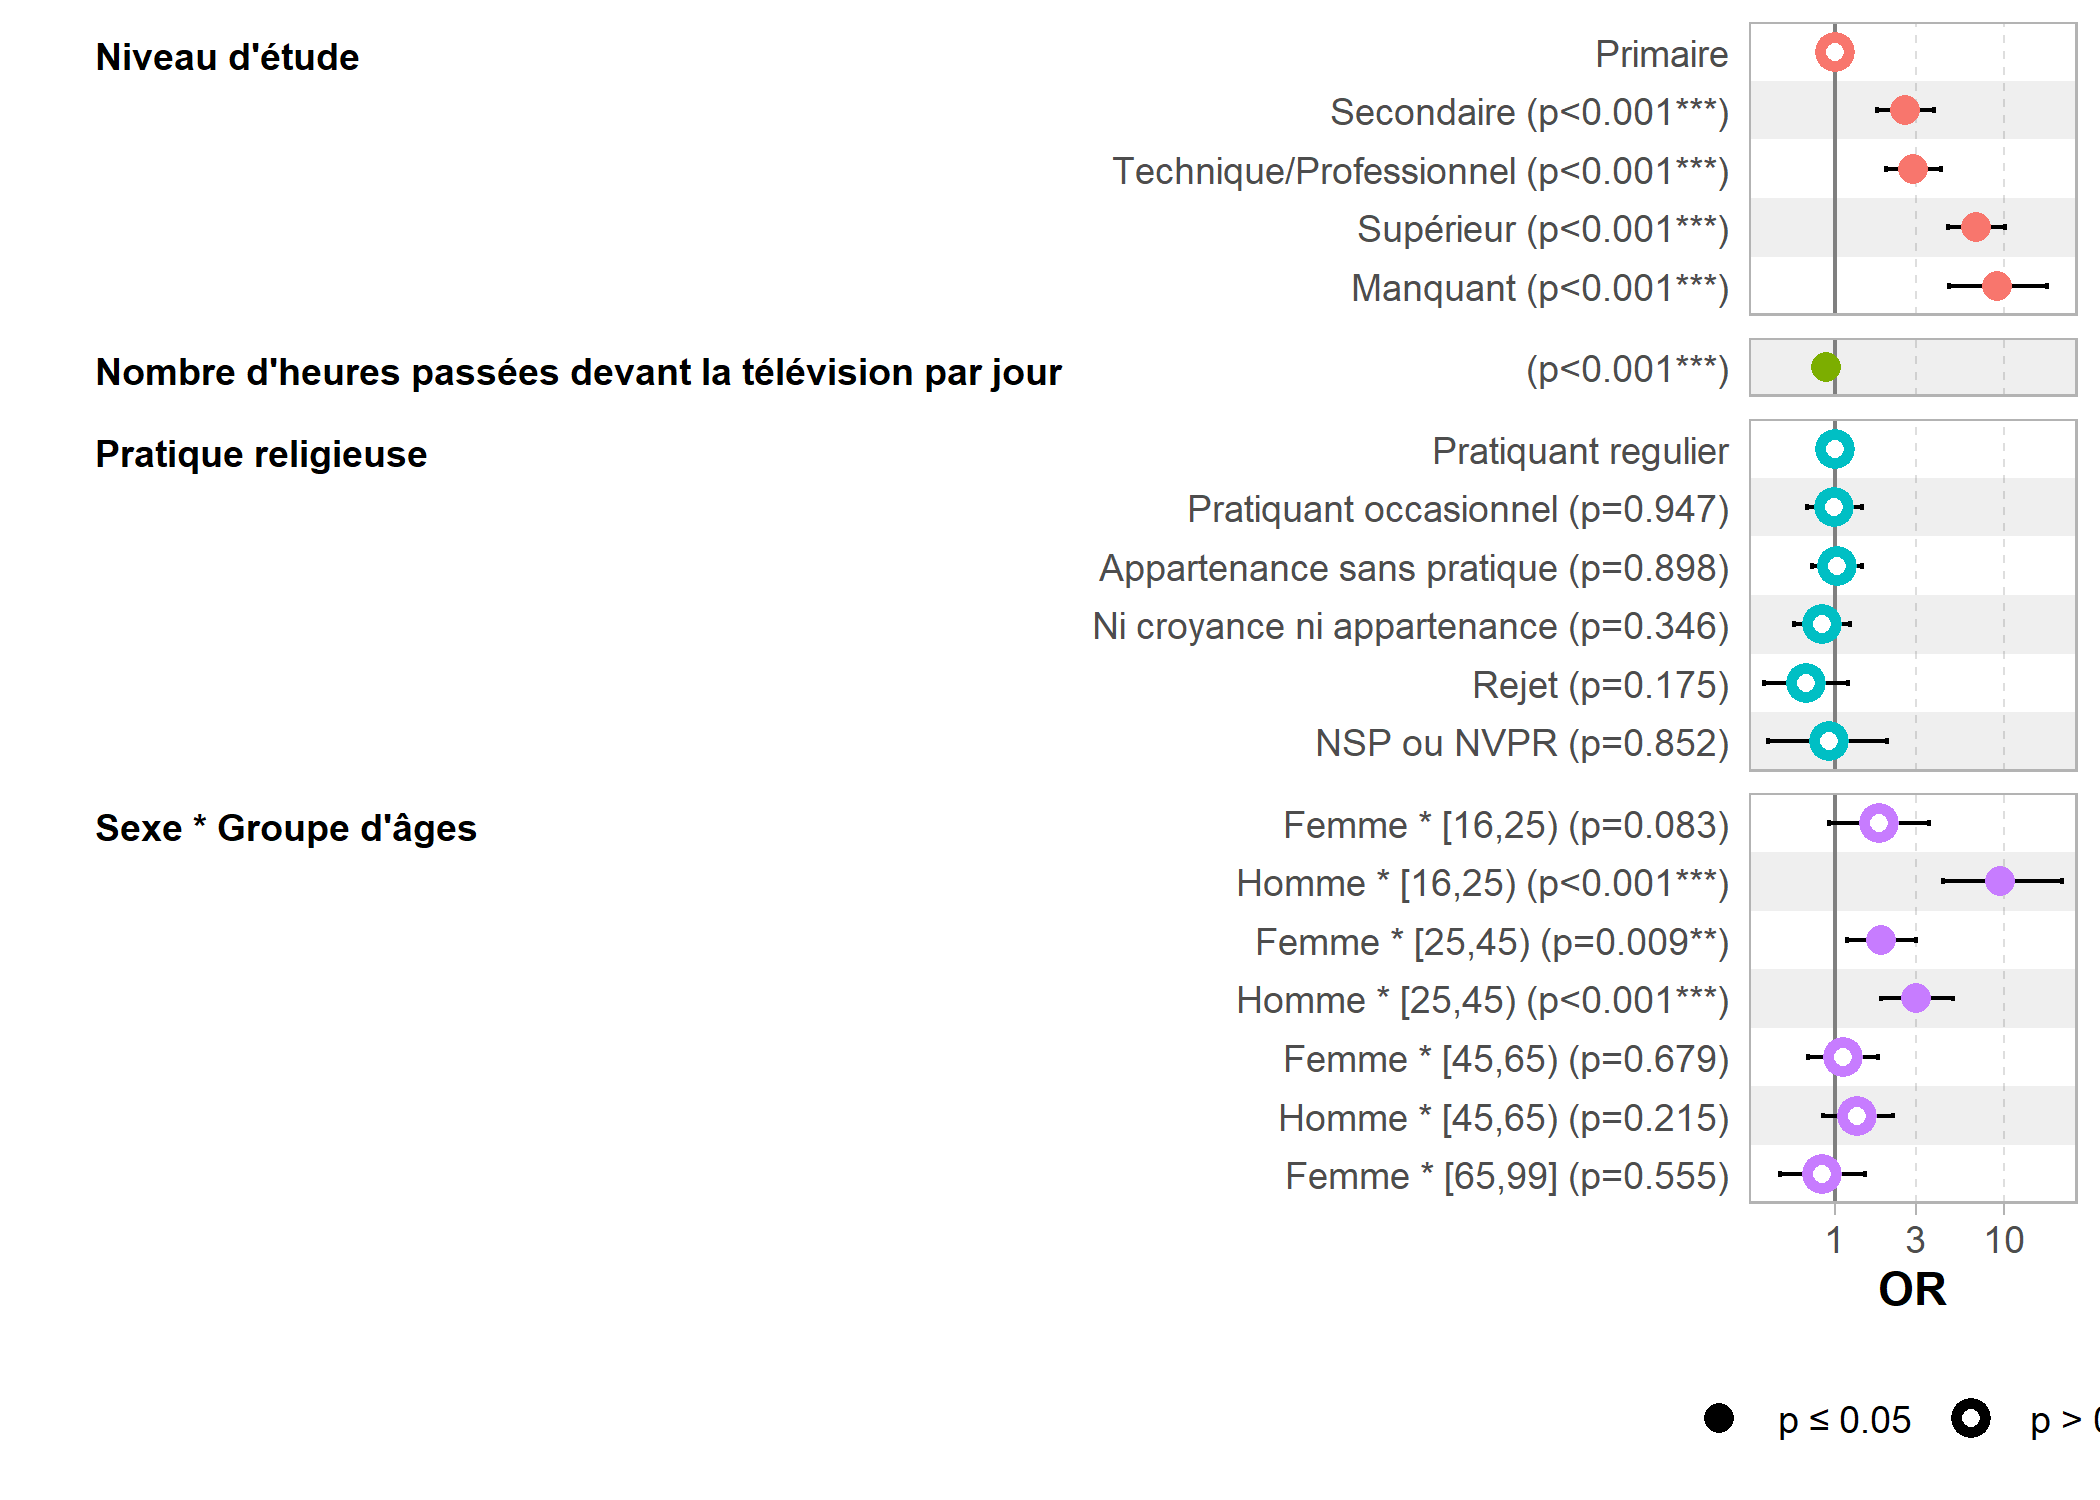 Niveau d'étude
Primaire
Secondaire (p<0.001***)
Technique/Professionnel (p<0.001***)
Supérieur (p<0.001***)
Manquant (p<0.001***)
Nombre d'heures passées devant la télévision par jour
(p<0.001***)
Pratique religieuse
Pratiquant regulier
Pratiquant occasionnel (p=0.947)
Appartenance sans pratique (p=0.898)
Ni croyance ni appartenance (p=0.346)
Rejet (p=0.175)
NSP ou NVPR (p=0.852)
Sexe * Groupe d'âges
Femme * [16,25) (p=0.083)
Homme * [16,25) (p<0.001***)
Femme * [25,45) (p=0.009**)
Homme * [25,45) (p<0.001***)
Femme * [45,65) (p=0.679)
Homme * [45,65) (p=0.215)
Femme * [65,99] (p=0.555)
1 3 10
OR
p ≤ 0.05 p >